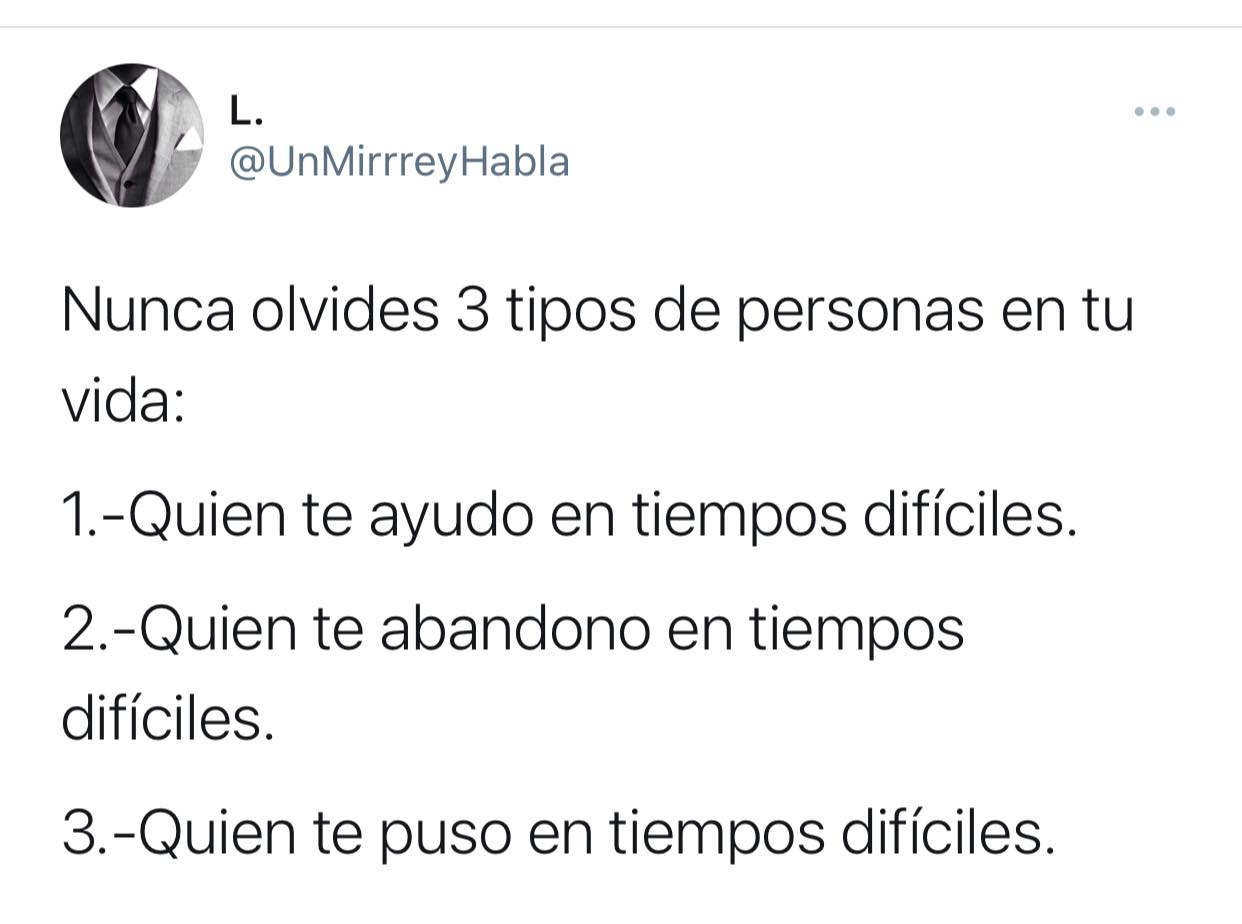 L.
@UnMirrreyHabla
Nunca olvides 3 tipos de personas en tu
vida:
1.-Quien te ayudo en tiempos difíciles.
2.-Quien te abandono en tiempos
difíciles.
3.-Quien te puso en tiempos difíciles.